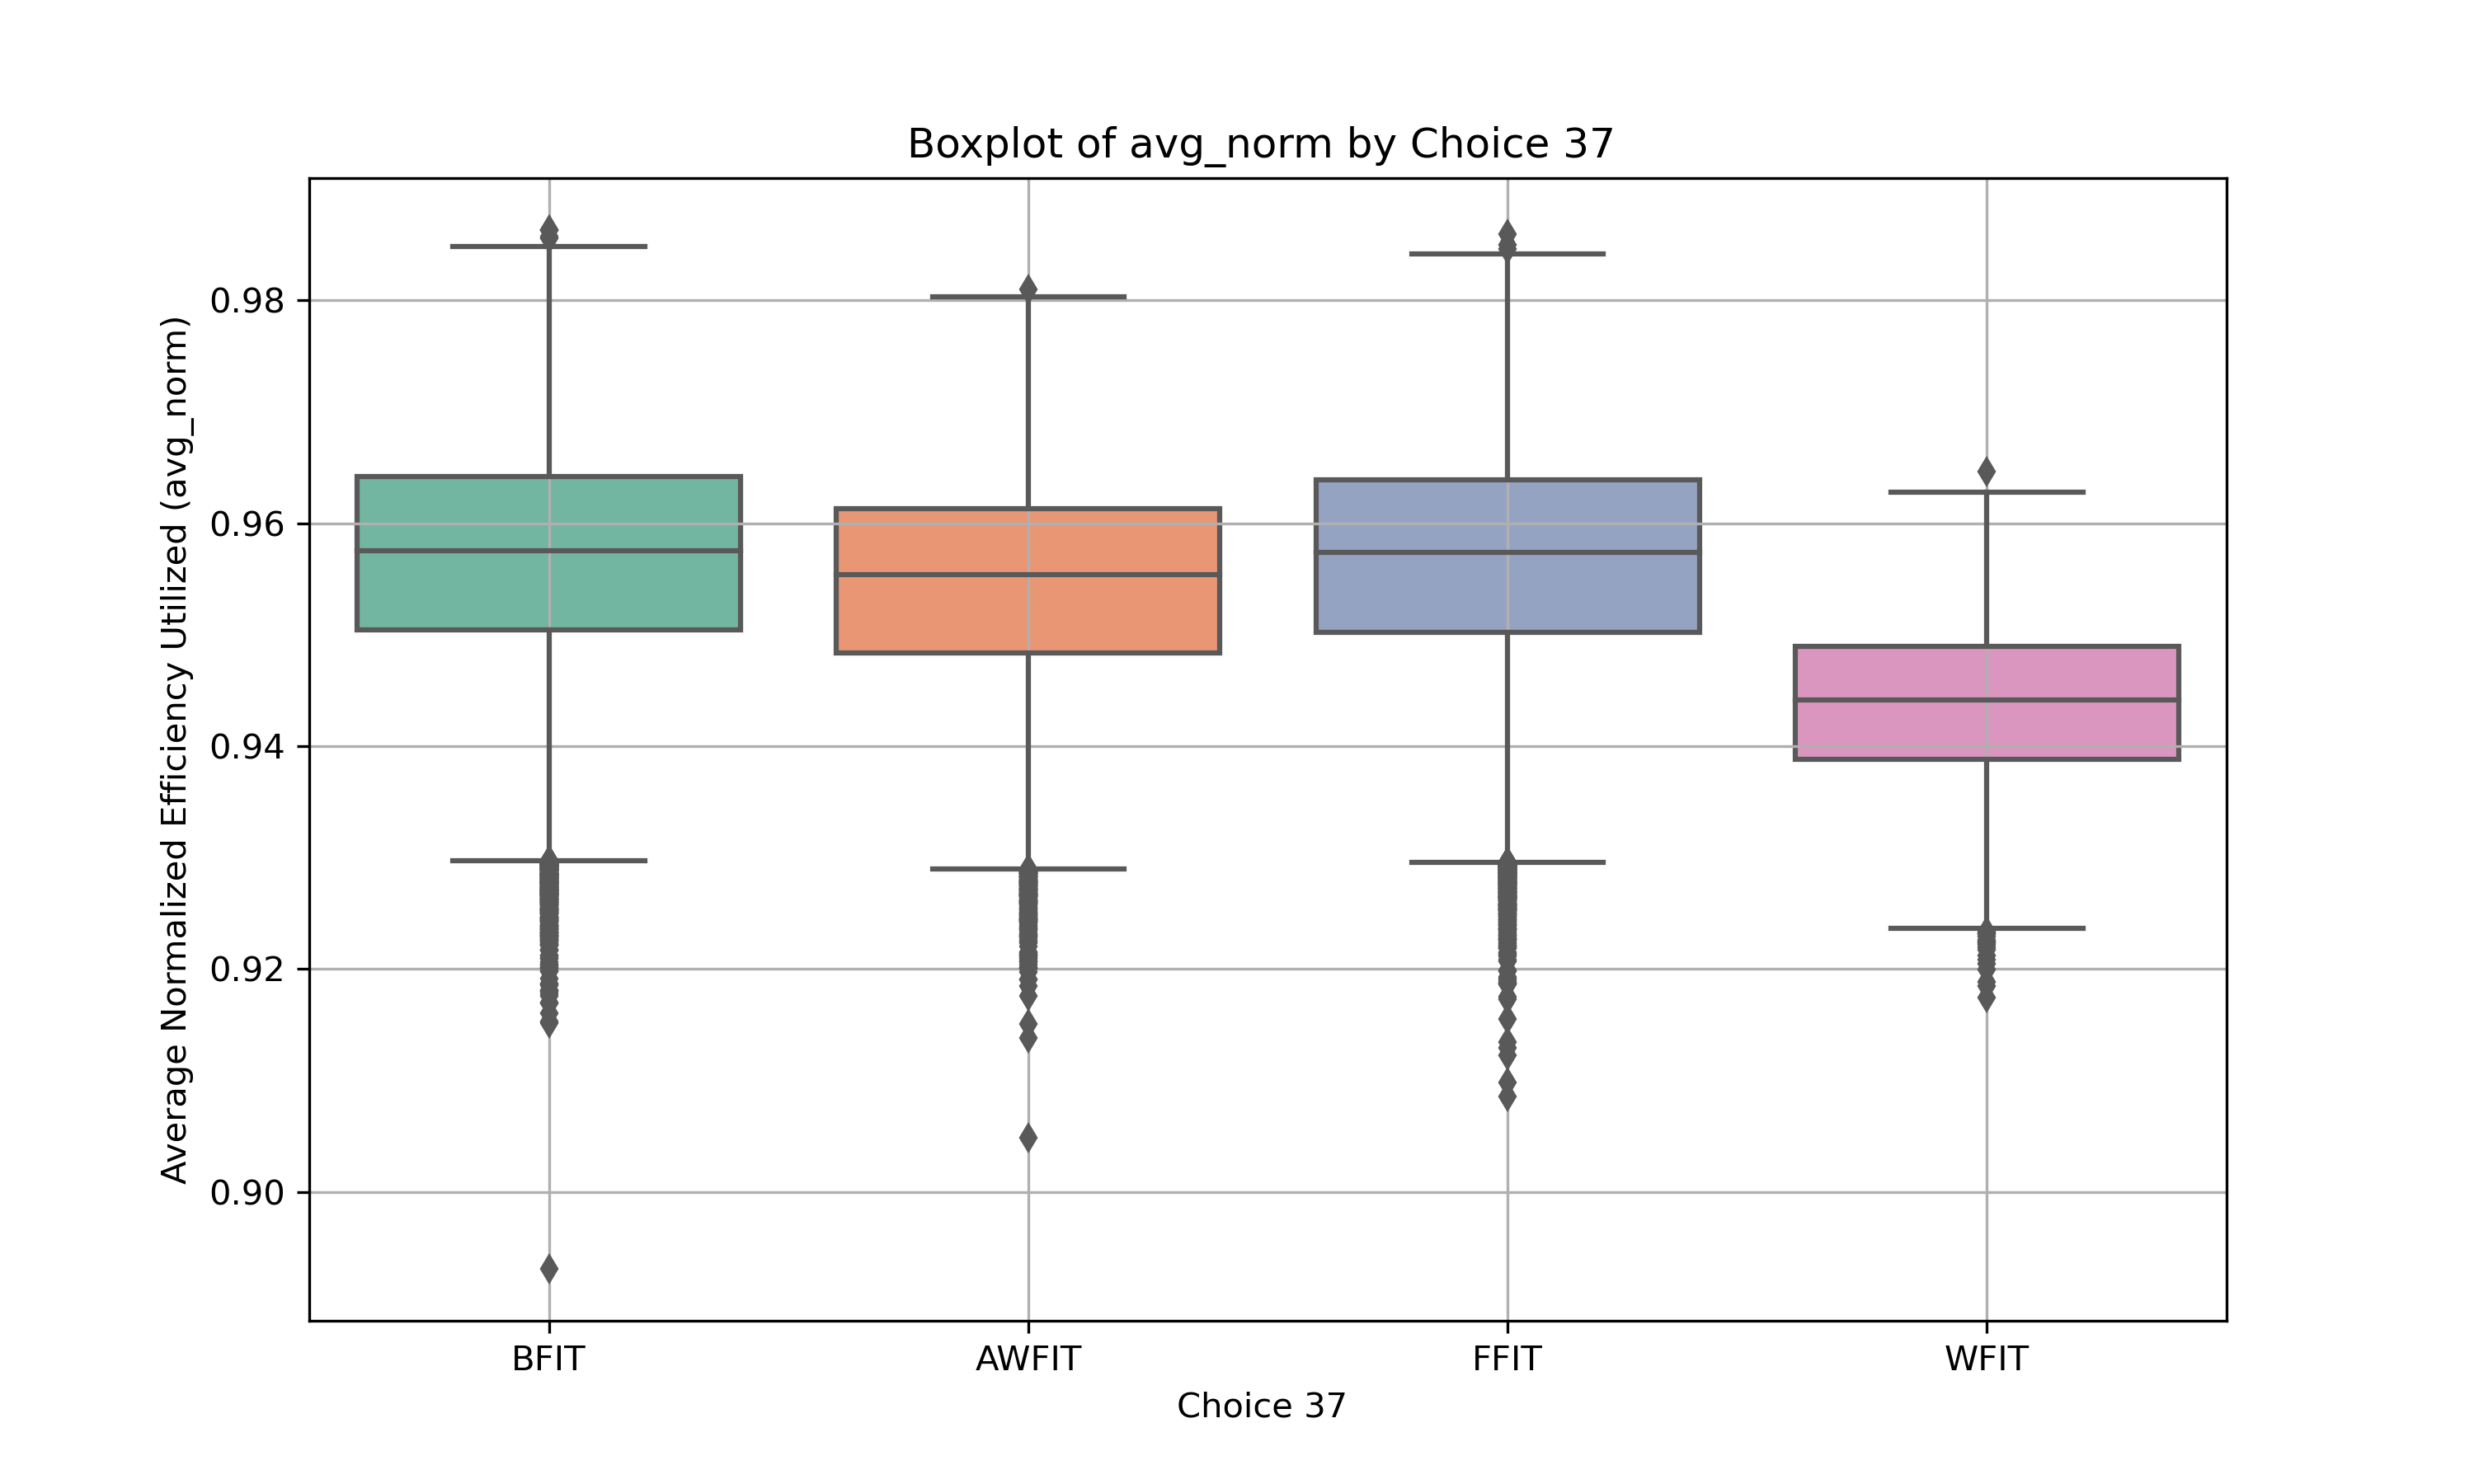 Boxplot of avg_norm by Choice 37
Average Normalized Efficiency Utilized (avg_norm)
0.98
0.96
0.94
0.92
0.90
BFIT AWFIT FFIT WFIT
Choice 37